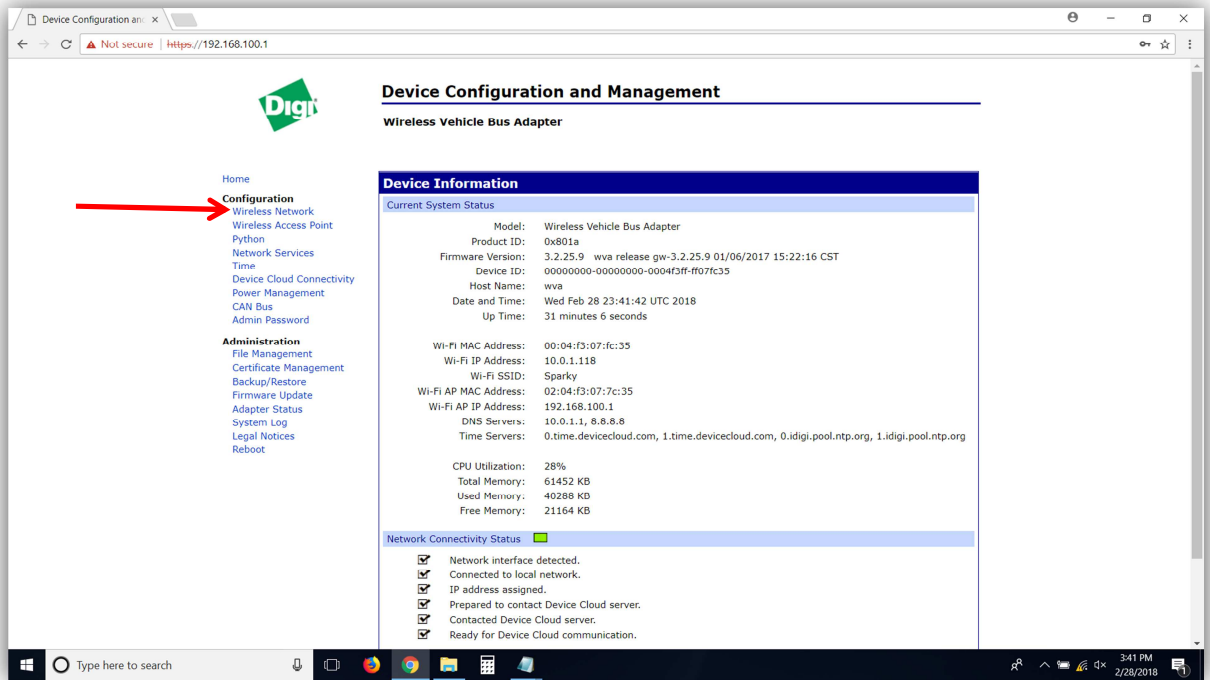 Device Configuration an
Not secure | https://192.168.100.1
Digi
Device Configuration and Management
Wireless Vehicle Bus Adapter
Home
Configuration
Wireless Network
Wireless Access Point
Python
Network Services
Time
Device Cloud Connectivity
Power Management
CAN Bus
Admin Password
Administration
File Management
Certificate Management
Backup/Restore
Firmware Update
Adapter Status
System Log
Legal Notices
Reboot
Device Information
Current System Status
Model: Wireless Vehicle Bus Adapter
Product ID: 0x801a
Firmware Version: 3.2.25.9 wva release gw-3.2.25.9 01/06/2017 15:22:16 CST
Device ID: 00000000-00000000-0004f3ff-ff07fc35
Host Name: wva
Date and Time: Wed Feb 28 23:41:42 UTC 2018
Up Time: 31 minutes 6 seconds
Wi-Fi MAC Address: 00:04:f3:07:fc:35
Wi-Fi IP Address: 10.0.1.118
Wi-Fi SSID: Sparky
Wi-Fi AP MAC Address: 02:04:f3:07:7c:35
Wi-Fi AP IP Address: 192.168.100.1
DNS Servers: 10.0.1.1, 8.8.8.8
Time Servers: 0.time.devicecloud.com, 1.time.devicecloud.com, 0.idigi.pool.ntp.org, 1.idigi.pool.ntp.org
CPU Utilization: 28%
Total Memory: 61452 KB
Used Memory: 40288 KB
Free Memory: 21164 KB
Network Connectivity Status
Network interface detected.
Connected to local network.
IP address assigned.
Prepared to contact Device Cloud server.
Contacted Device Cloud server.
Ready for Device Cloud communication.
Type here to search
3:41 PM
2/28/2018
1